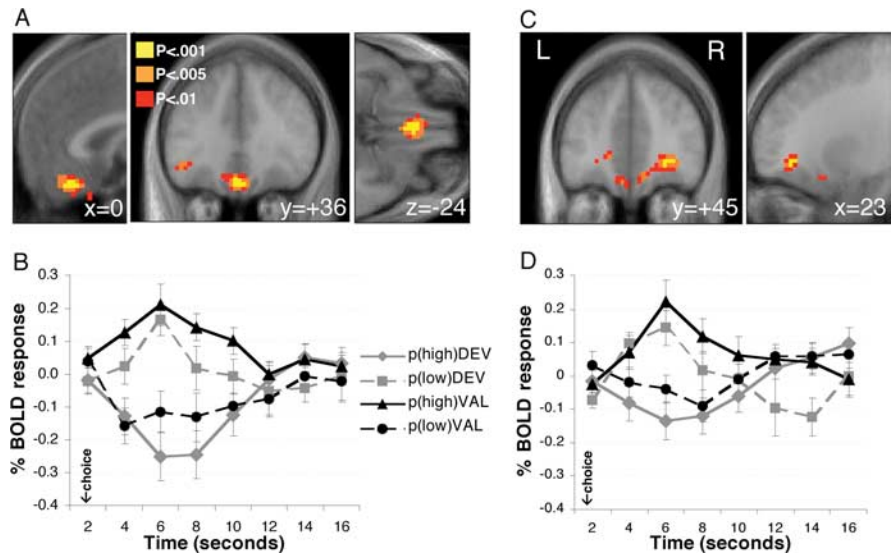 A
P<.001
P<.005
P<.01
x=0
y=+36
z=-24
C
L
R
y=+45
x=23
B
0.3
0.2
0.1
0.0
-0.1
-0.2
-0.3
-0.4
% BOLD response
←choice
2 4 6 8 10 12 14 16
Time (seconds)
p(high)DEV
p(low)DEV
p(high)VAL
p(low)VAL
D
0.3
0.2
0.1
0.0
-0.1
-0.2
-0.3
-0.4
% BOLD response
←choice
2 4 6 8 10 12 14 16
Time (seconds)